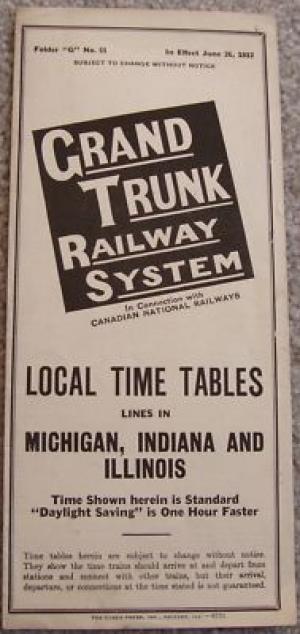 Folder "G" No. 51 In Effect June 26, 1932
SUBJECT TO CHANGE WITHOUT NOTICE
GRAND
TRUNK
RAILWAY
SYSTEM
In Connection with
CANADIAN NATIONAL RAILWAYS
LOCAL TIME TABLES
LINES IN
MICHIGAN, INDIANA AND
ILLINOIS
Time Shown herein is Standard
"Daylight Saving" is One Hour Faster
Time tables herein are subject to change without notice.
They show the time trains should arrive at and depart from
stations and connect with other trains, but their arrival,
departure, or connections at the time stated is not guaranteed.